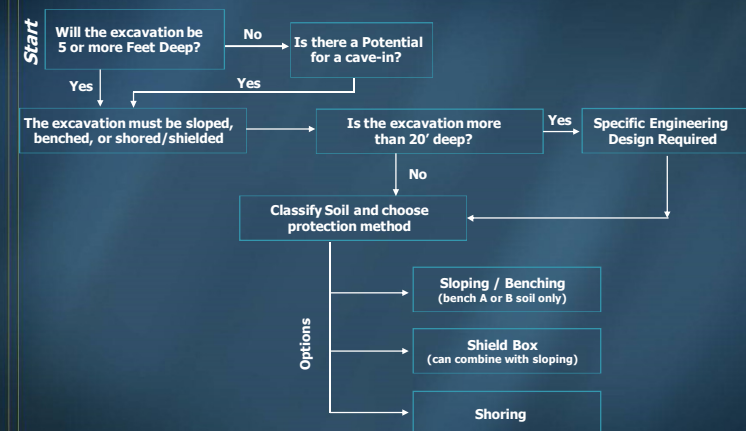 Start
Will the excavation be
5 or more Feet Deep?
No
Is there a Potential
for a cave-in?
Yes
Yes
The excavation must be sloped,
benched, or shored/shielded
Is the excavation more
than 20’ deep?
Yes
Specific Engineering
Design Required
No
Classify Soil and choose
protection method
Options
Sloping / Benching
(bench A or B soil only)
Shield Box
(can combine with sloping)
Shoring